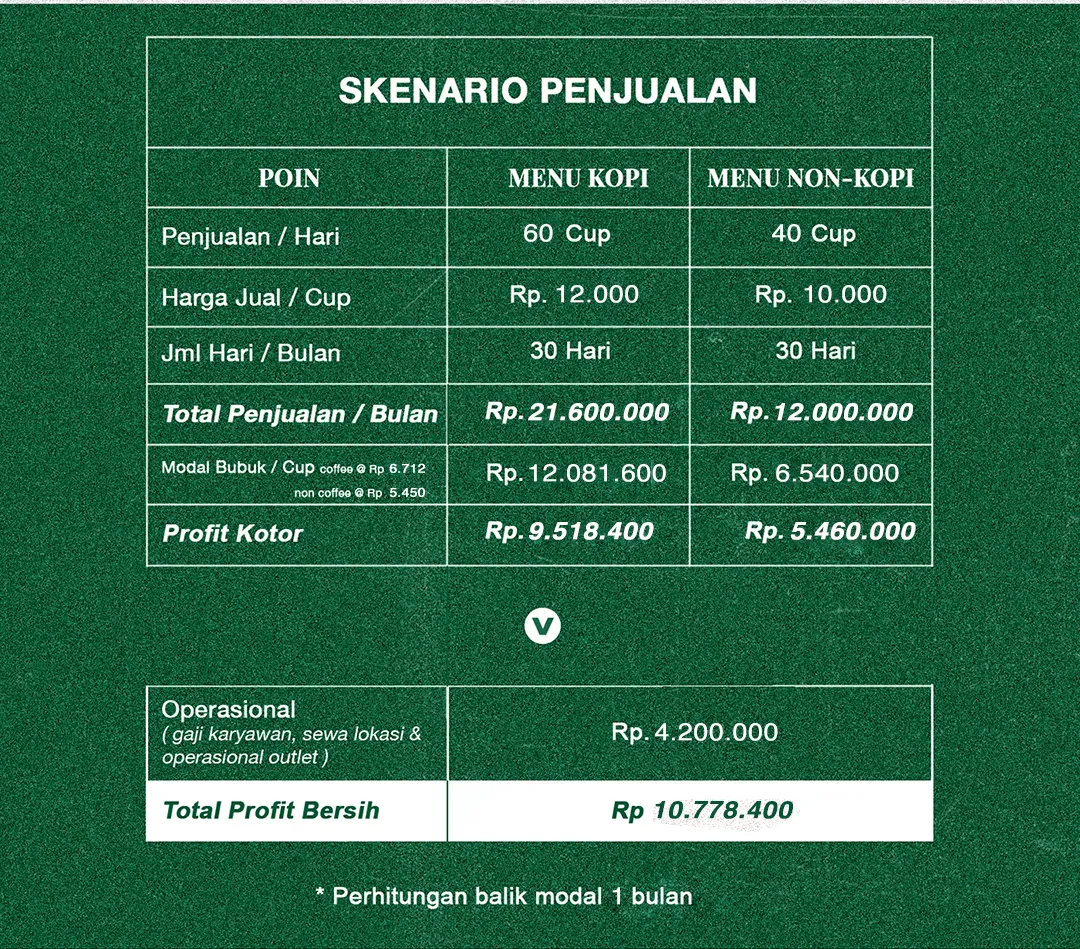 SKENARIO PENJUALAN
POIN MENU KOPI MENU NON-KOPI
Penjualan / Hari 60 Cup 40 Cup
Harga Jual / Cup Rp. 12.000 Rp. 10.000
Jml Hari / Bulan 30 Hari 30 Hari
Total Penjualan / Bulan Rp. 21.600.000 Rp. 12.000.000
Modal Bubuk / Cup coffee @ Rp 6.712 Rp. 12.081.600 Rp. 6.540.000
non coffee @ Rp 5.450
Profit Kotor Rp. 9.518.400 Rp. 5.460.000
V
Operasional
( gaji karyawan, sewa lokasi & Rp. 4.200.000
operasional outlet )
Total Profit Bersih Rp 10.778.400
* Perhitungan balik modal 1 bulan